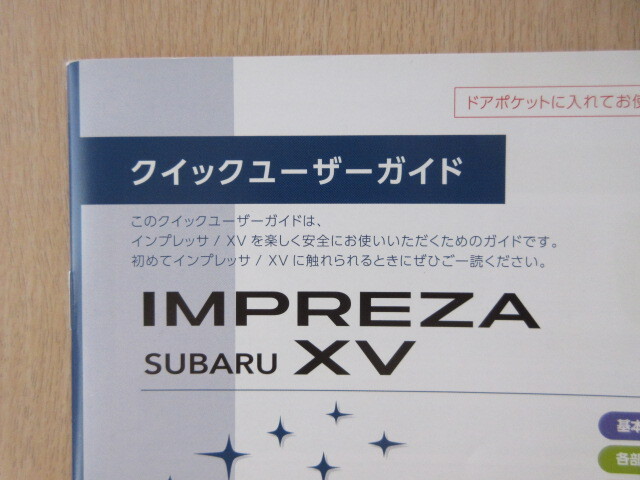 ドアポケットに入れてお使
クイックユーザーガイド
このクイックユーザーガイドは、
インプレッサ / XV を楽しく安全にお使いいただくためのガイドです。
初めてインプレッサ / XV に触れられるときにぜひご一読ください。
IMPREZA
SUBARU XV
基本
各部